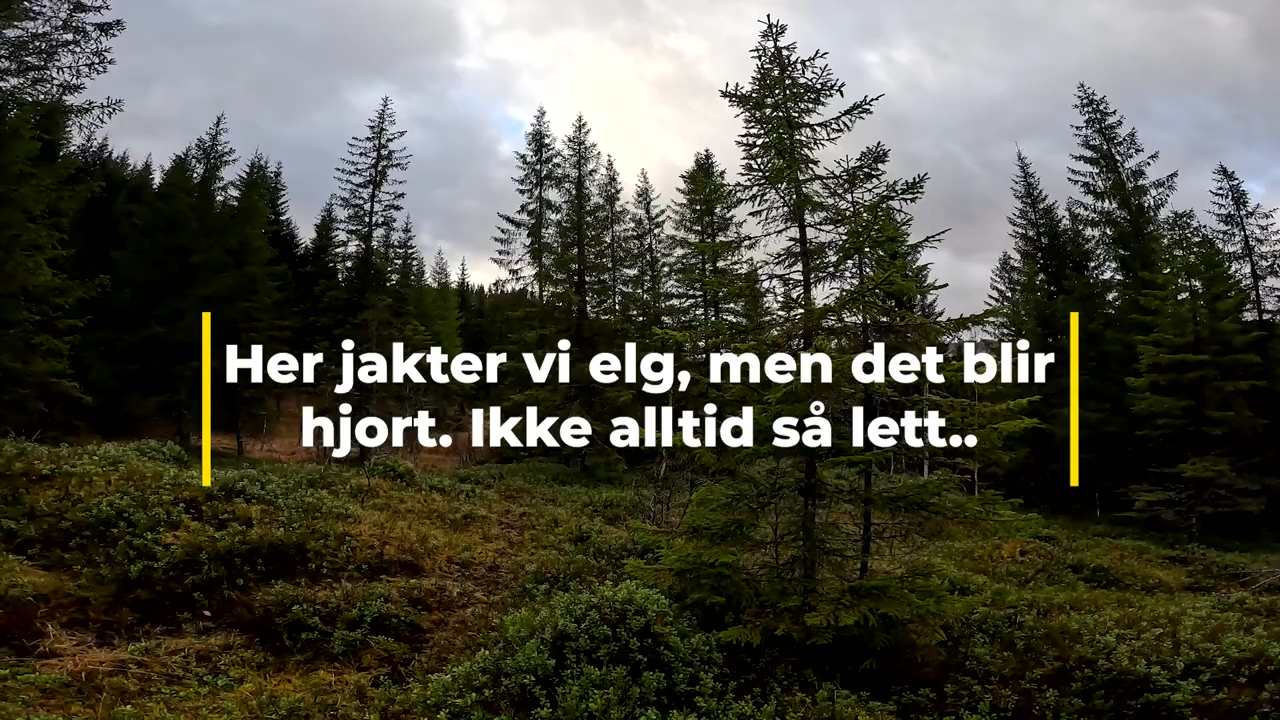 Her jakter vi elg, men det blir
hjort. Ikke alltid så lett..